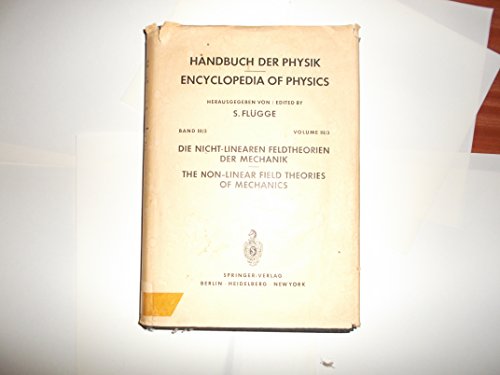 HANDBUCH DER PHYSIK
ENCYCLOPEDIA OF PHYSICS
HERAUSGEGEBEN VON · EDITED BY
S. FLÜGGE
BAND III/3 VOLUME III/3
DIE NICHT-LINEAREN FELDTHEORIEN
DER MECHANIK
THE NON-LINEAR FIELD THEORIES
OF MECHANICS
SPRINGER-VERLAG
BERLIN · HEIDELBERG · NEW YORK